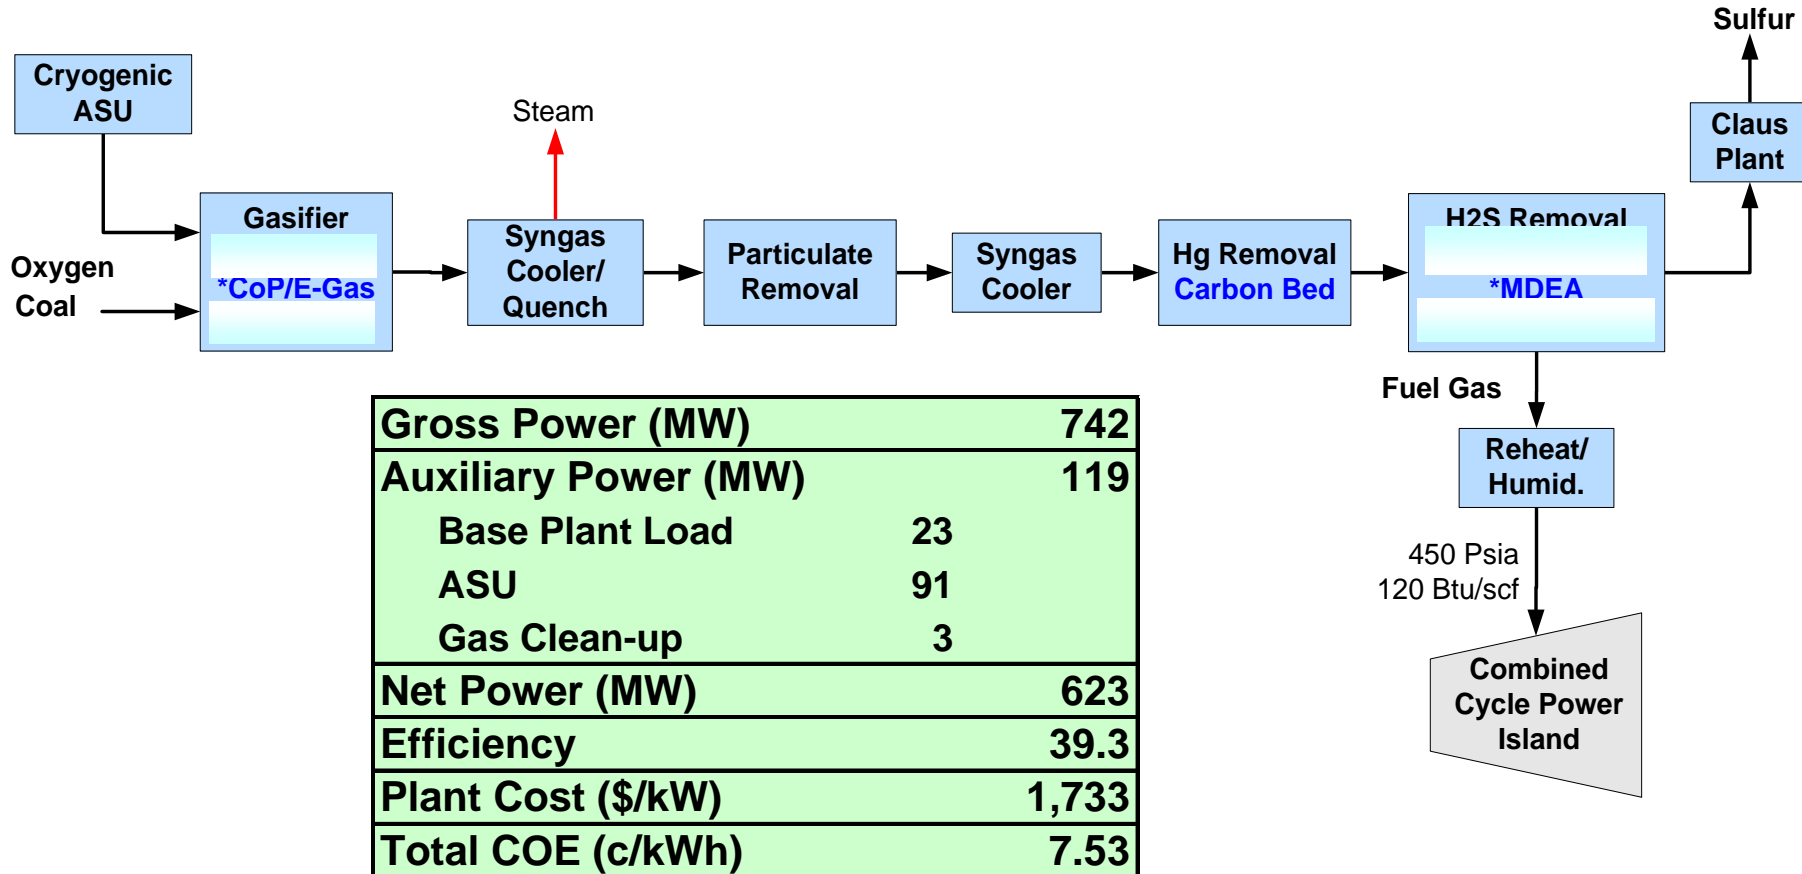 Sulfur
Cryogenic
ASU
Steam
Claus
Plant
Gasifier
*CoP/E-Gas
Oxygen
Coal
Syngas
Cooler/
Quench
Particulate
Removal
Syngas
Cooler
Hg Removal
Carbon Bed
H2S Removal
*MDEA
Fuel Gas
Reheat/
Humid.
450 Psia
120 Btu/scf
Combined
Cycle Power
Island
Gross Power (MW) 742
Auxiliary Power (MW) 119
Base Plant Load 23
ASU 91
Gas Clean-up 3
Net Power (MW) 623
Efficiency 39.3
Plant Cost ($/kW) 1,733
Total COE (c/kWh) 7.53